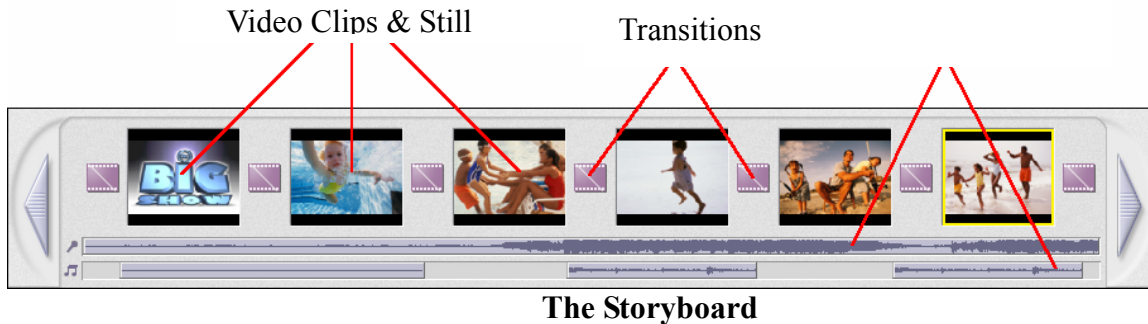 Video Clips & Still
Transitions
BiG
SHOW
The Storyboard